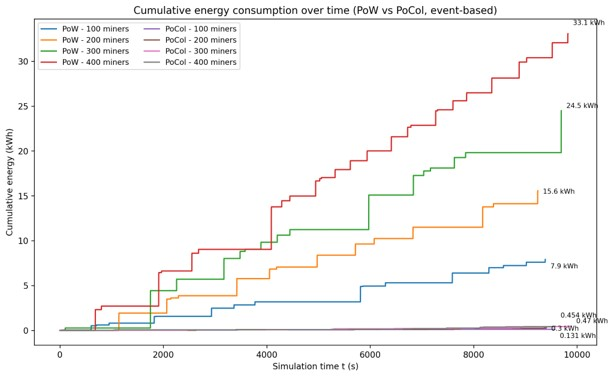 Cumulative energy consumption over time (PoW vs PoCol, event-based)
PoW - 100 miners
PoW - 200 miners
PoW - 300 miners
PoW - 400 miners
PoCol - 100 miners
PoCol - 200 miners
PoCol - 300 miners
PoCol - 400 miners
33.1 kWh
24.5 kWh
15.6 kWh
7.9 kWh
0.454 kWh
0.47 kWh
0.3 kWh
0.131 kWh
Cumulative energy (kWh)
30
25
20
15
10
5
0
0
2000
4000
6000
8000
10000
Simulation time t (s)